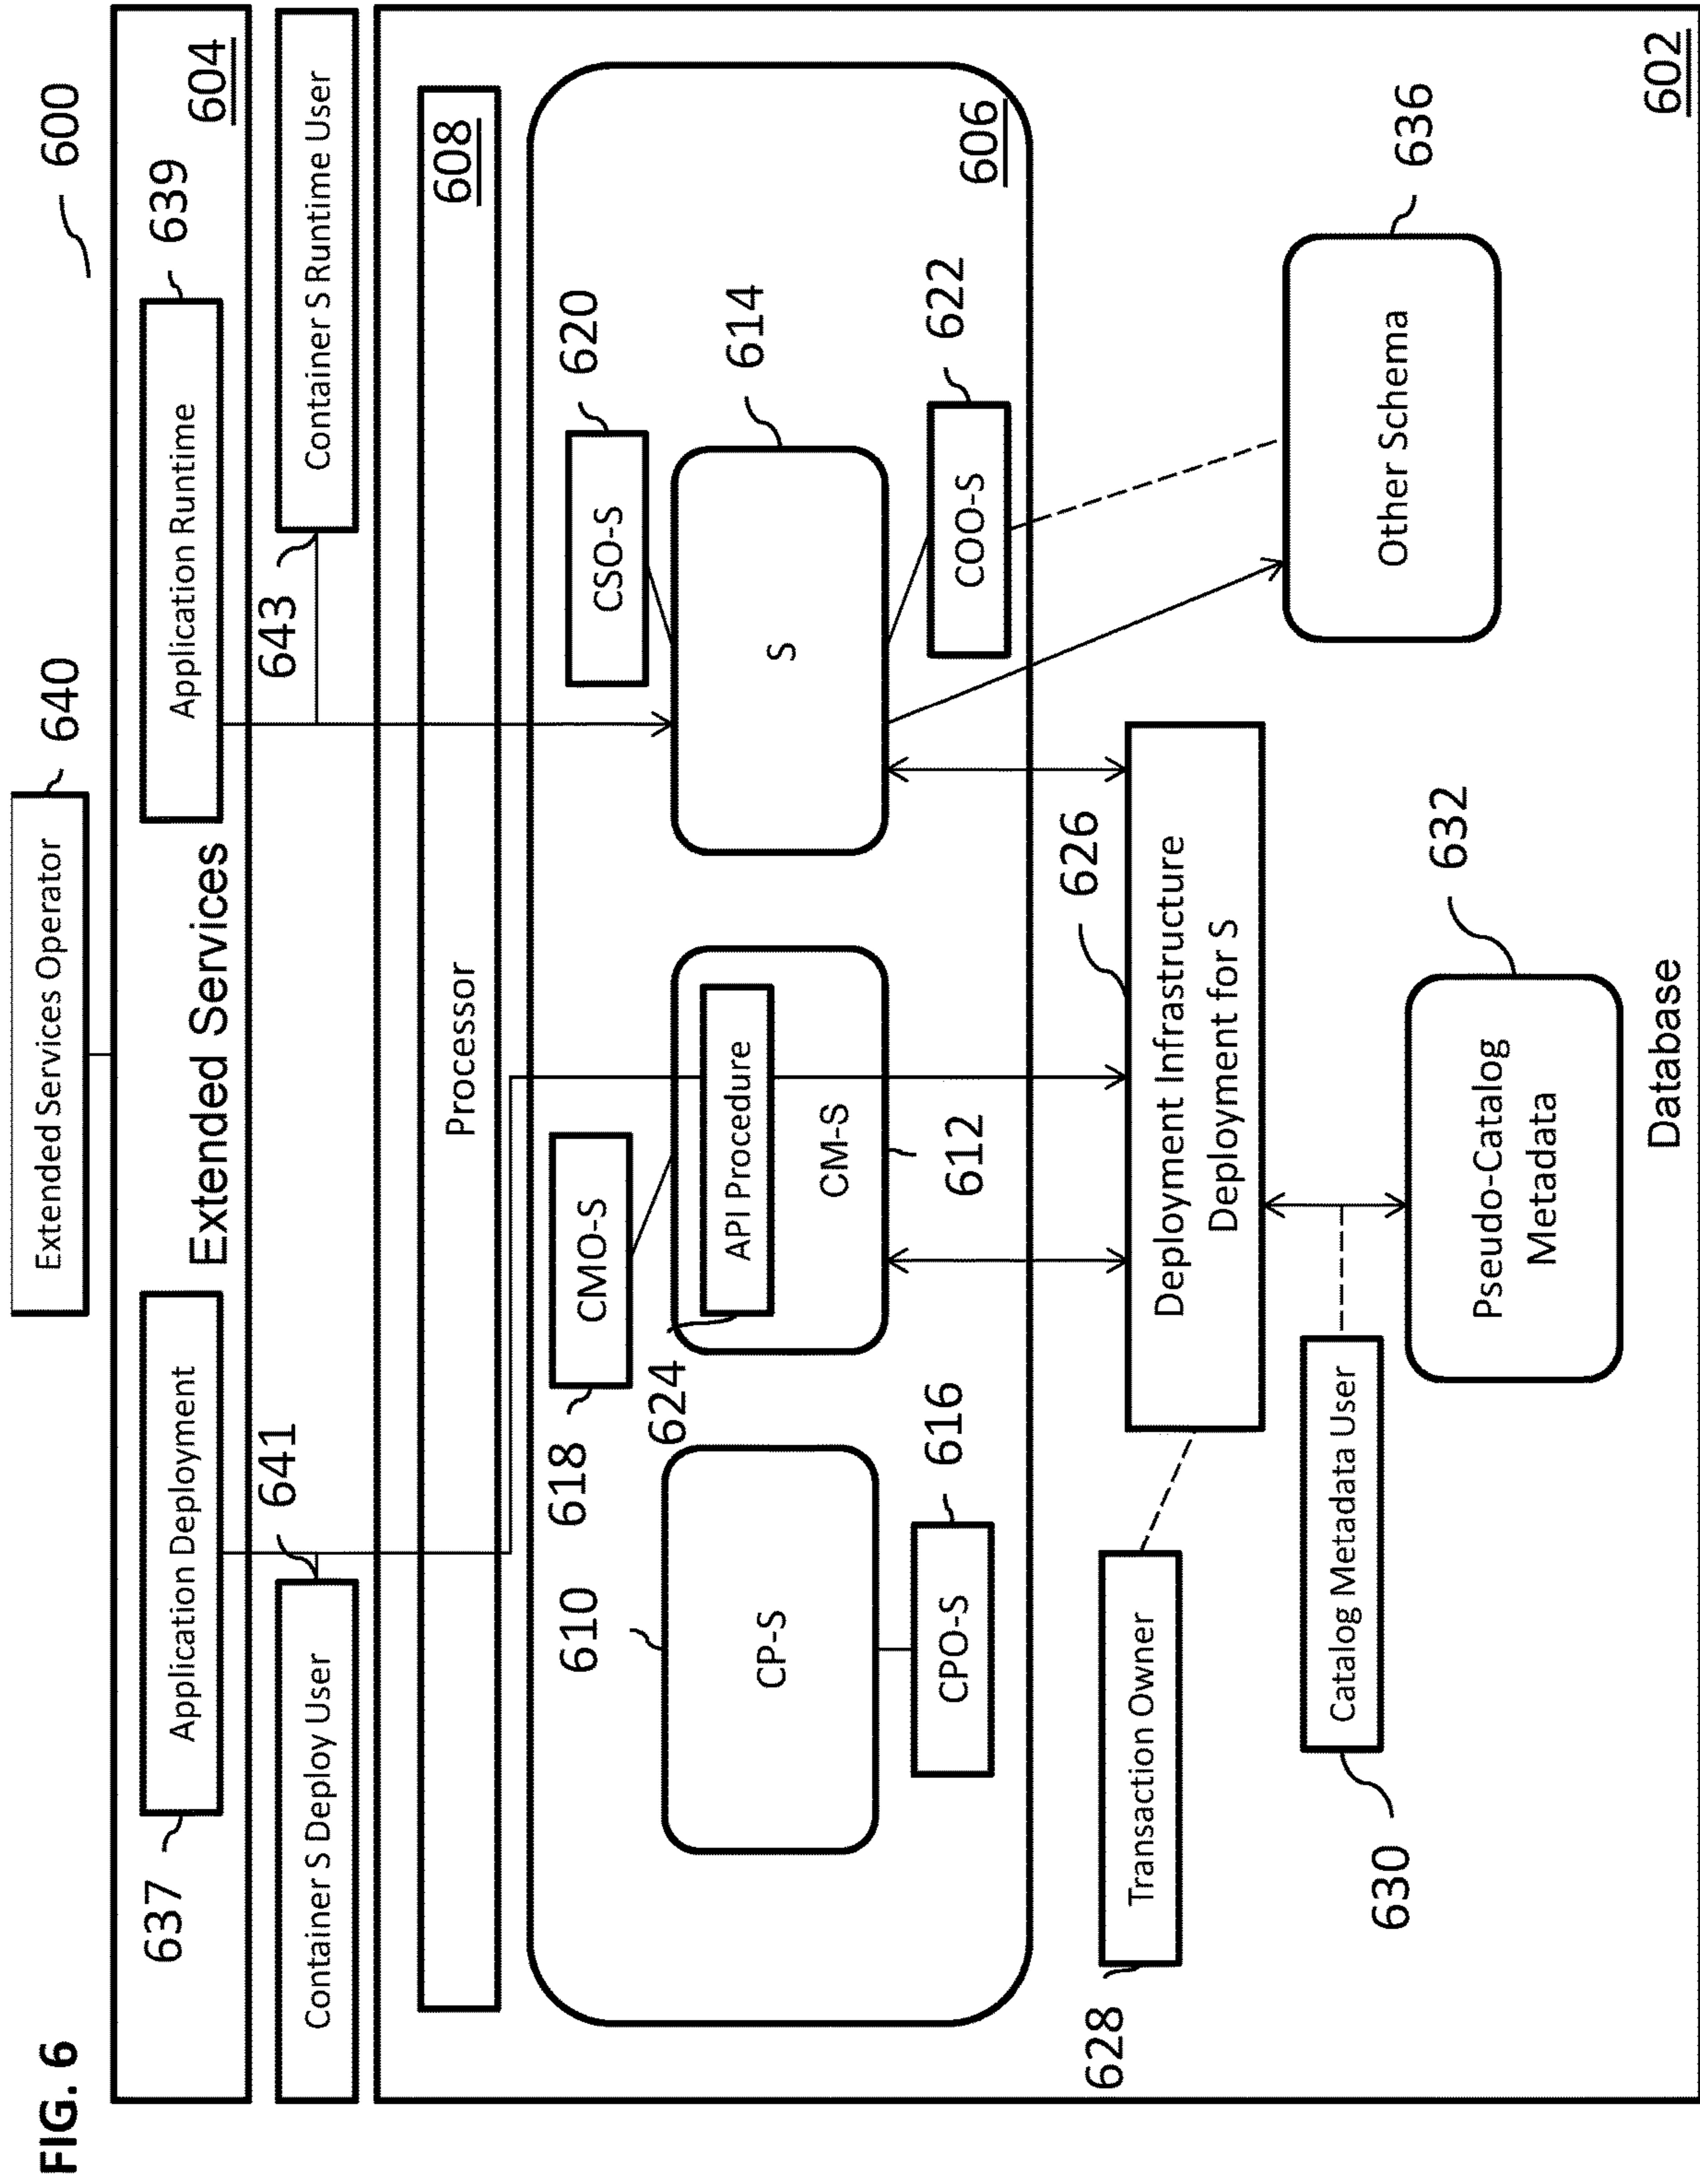 FIG. 6
600
Extended Services Operator
640
637
Application Deployment
Extended Services
Application Runtime
639
604
Container S Deploy User
641
643
Container S Runtime User
Processor
608
610
618
CMO-S
CSO-S
620
624
API Procedure
CP-S
CM-S
S
614
CPO-S
616
612
COO-S
622
606
628
Transaction Owner
626
Deployment Infrastructure
Deployment for S
630
Catalog Metadata User
632
Pseudo-Catalog
Metadata
Other Schema
636
Database
602